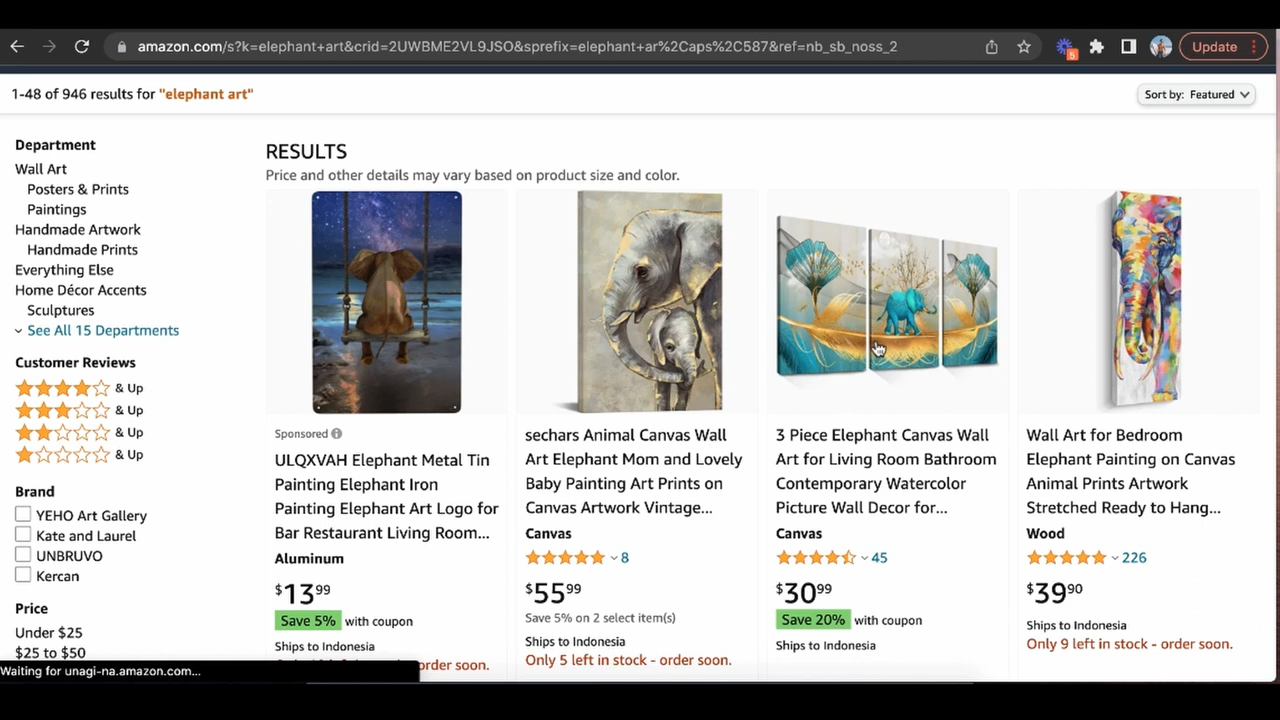 amazon.com/s?k=elephant+art&crid=2UWBME2VL9JSO&sprefix=elephant+ar%2Caps%2C587&ref=nb_sb_noss_2
5
Update
1-48 of 946 results for "elephant art"
Sort by: Featured
Department
Wall Art
Posters & Prints
Paintings
Handmade Artwork
Handmade Prints
Everything Else
Home Décor Accents
Sculptures
See All 15 Departments
Customer Reviews
& Up
& Up
& Up
& Up
Brand
YEHO Art Gallery
Kate and Laurel
UNBRUVO
Kercan
Price
Under $25
$25 to $50
Waiting for unagi-na.amazon.com...
RESULTS
Price and other details may vary based on product size and color.
Sponsored
ULQXVAH Elephant Metal Tin
Painting Elephant Iron
Painting Elephant Art Logo for
Bar Restaurant Living Room...
Aluminum
$13 99
Save 5% with coupon
Ships to Indonesia
order soon.
sechars Animal Canvas Wall
Art Elephant Mom and Lovely
Baby Painting Art Prints on
Canvas Artwork Vintage...
Canvas
8
$55 99
Save 5% on 2 select item(s)
Ships to Indonesia
Only 5 left in stock - order soon.
3 Piece Elephant Canvas Wall
Art for Living Room Bathroom
Contemporary Watercolor
Picture Wall Decor for...
Canvas
45
$30 99
Save 20% with coupon
Ships to Indonesia
Wall Art for Bedroom
Elephant Painting on Canvas
Animal Prints Artwork
Stretched Ready to Hang...
Wood
226
$39 90
Ships to Indonesia
Only 9 left in stock - order soon.